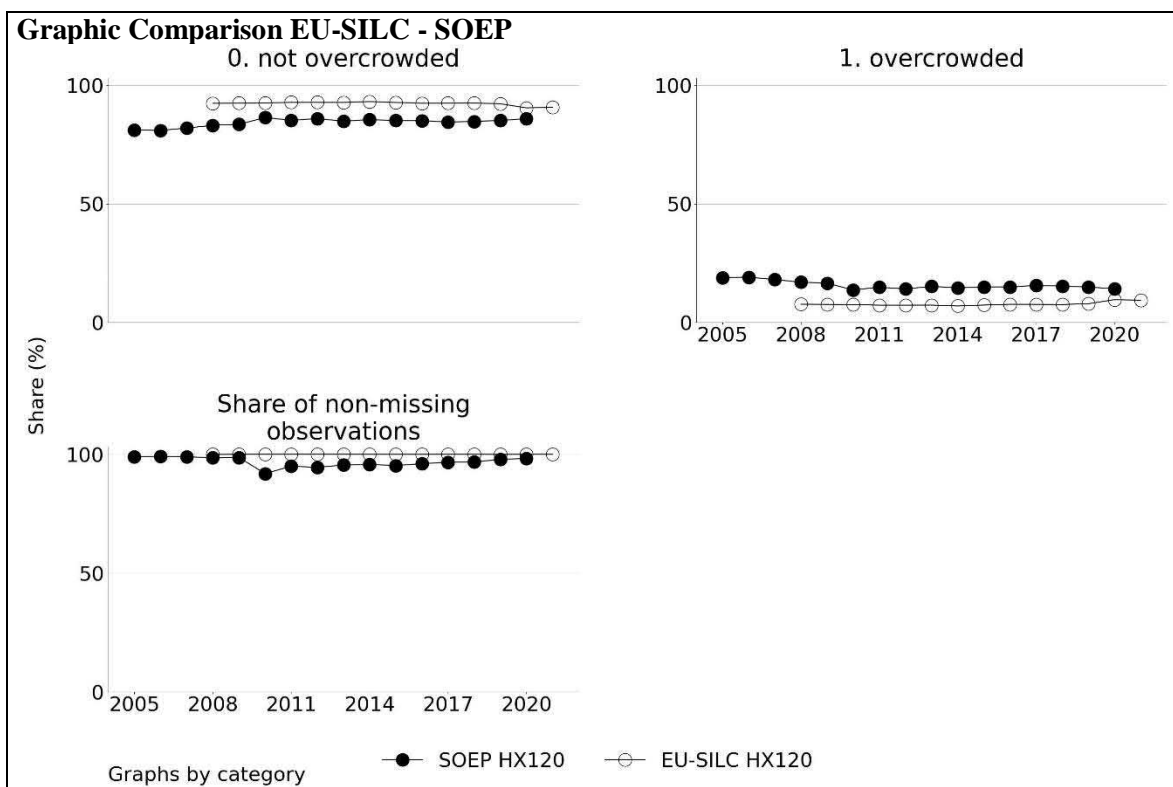 Graphic Comparison EU-SILC - SOEP
0. not overcrowded
100
50
0
1. overcrowded
100
50
0
2005 2008 2011 2014 2017 2020
Share (%)
Share of non-missing
observations
100
50
0
2005 2008 2011 2014 2017 2020
SOEP HX120 EU-SILC HX120
Graphs by category